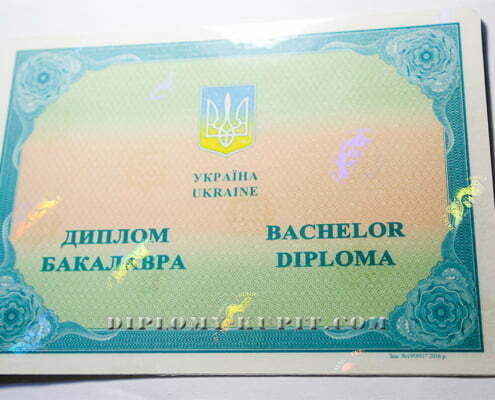 УКРАЇНА
UKRAINE
ДИПЛОМ
БАКАЛАВРА
BACHELOR
DIPLOMA
DIPLOMY-KUPIT.COM